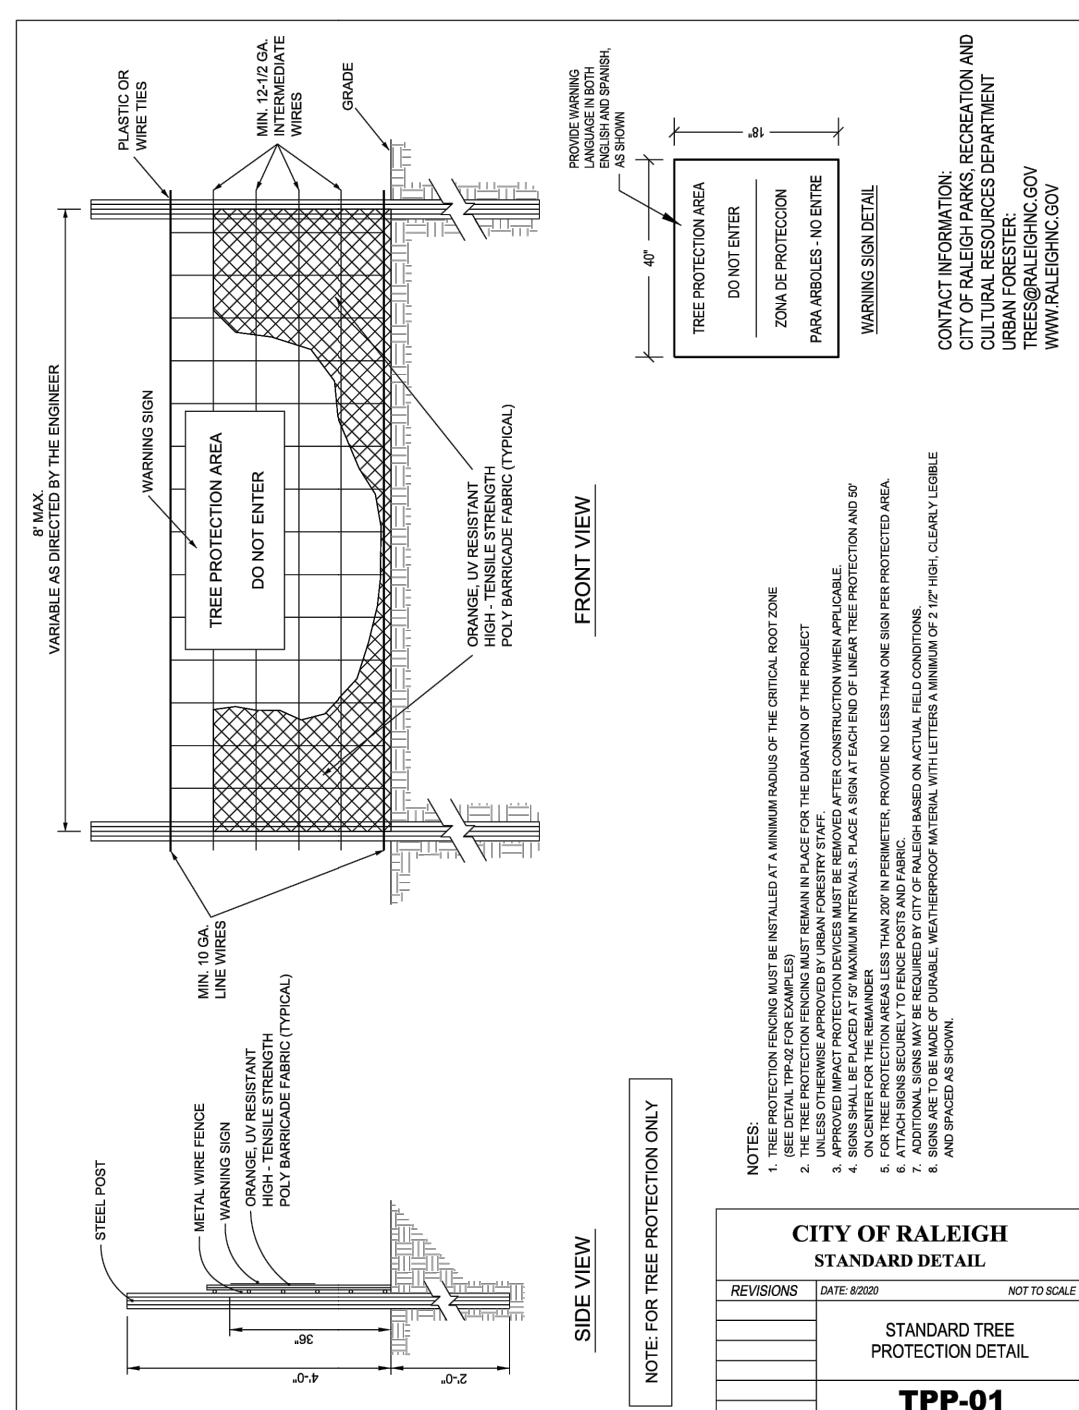 8' MAX.
VARIABLE AS DIRECTED BY THE ENGINEER
PLASTIC OR
WIRE TIES
MIN. 12-1/2 GA.
INTERMEDIATE
WIRES
GRADE
WARNING SIGN
TREE PROTECTION AREA
DO NOT ENTER
MIN. 10 GA.
LINE WIRES
ORANGE, UV RESISTANT
HIGH - TENSILE STRENGTH
POLY BARRICADE FABRIC (TYPICAL)
FRONT VIEW
STEEL POST
METAL WIRE FENCE
WARNING SIGN
ORANGE, UV RESISTANT
HIGH - TENSILE STRENGTH
POLY BARRICADE FABRIC (TYPICAL)
36"
4'-0"
2'-0"
SIDE VIEW
NOTE: FOR TREE PROTECTION ONLY
PROVIDE WARNING
LANGUAGE IN BOTH
ENGLISH AND SPANISH,
AS SHOWN
40"
18"
TREE PROTECTION AREA
DO NOT ENTER
ZONA DE PROTECCION
PARA ARBOLES - NO ENTRE
WARNING SIGN DETAIL
NOTES:
1. TREE PROTECTION FENCING MUST BE INSTALLED AT A MINIMUM RADIUS OF THE CRITICAL ROOT ZONE
(SEE DETAIL TPP-02 FOR EXAMPLES)
2. THE TREE PROTECTION FENCING MUST REMAIN IN PLACE FOR THE DURATION OF THE PROJECT
UNLESS OTHERWISE APPROVED BY URBAN FORESTRY STAFF.
3. APPROVED IMPACT PROTECTION DEVICES MUST BE REMOVED AFTER CONSTRUCTION WHEN APPLICABLE.
4. SIGNS SHALL BE PLACED AT 50' MAXIMUM INTERVALS. PLACE A SIGN AT EACH END OF LINEAR TREE PROTECTION AND 50'
ON CENTER FOR THE REMAINDER
5. FOR TREE PROTECTION AREAS LESS THAN 200' IN PERIMETER, PROVIDE NO LESS THAN ONE SIGN PER PROTECTED AREA.
6. ATTACH SIGNS SECURELY TO FENCE POSTS AND FABRIC.
7. ADDITIONAL SIGNS MAY BE REQUIRED BY CITY OF RALEIGH BASED ON ACTUAL FIELD CONDITIONS.
8. SIGNS ARE TO BE MADE OF DURABLE, WEATHERPROOF MATERIAL WITH LETTERS A MINIMUM OF 2 1/2" HIGH, CLEARLY LEGIBLE
AND SPACED AS SHOWN.
CONTACT INFORMATION:
CITY OF RALEIGH PARKS, RECREATION AND
CULTURAL RESOURCES DEPARTMENT
URBAN FORESTER:
TREES@RALEIGHNC.GOV
WWW.RALEIGHNC.GOV
CITY OF RALEIGH
STANDARD DETAIL
REVISIONS DATE: 8/2020 NOT TO SCALE
STANDARD TREE
PROTECTION DETAIL
TPP-01